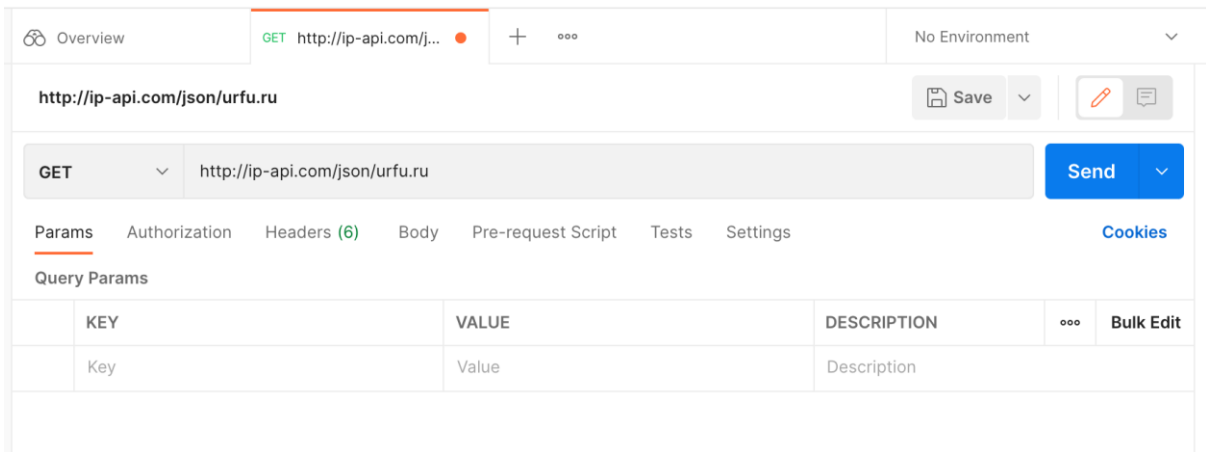 Overview GET http://ip-api.com/j... No Environment
http://ip-api.com/json/urfu.ru Save
GET http://ip-api.com/json/urfu.ru Send
Params Authorization Headers (6) Body Pre-request Script Tests Settings Cookies
Query Params
KEY VALUE DESCRIPTION Bulk Edit
Key Value Description